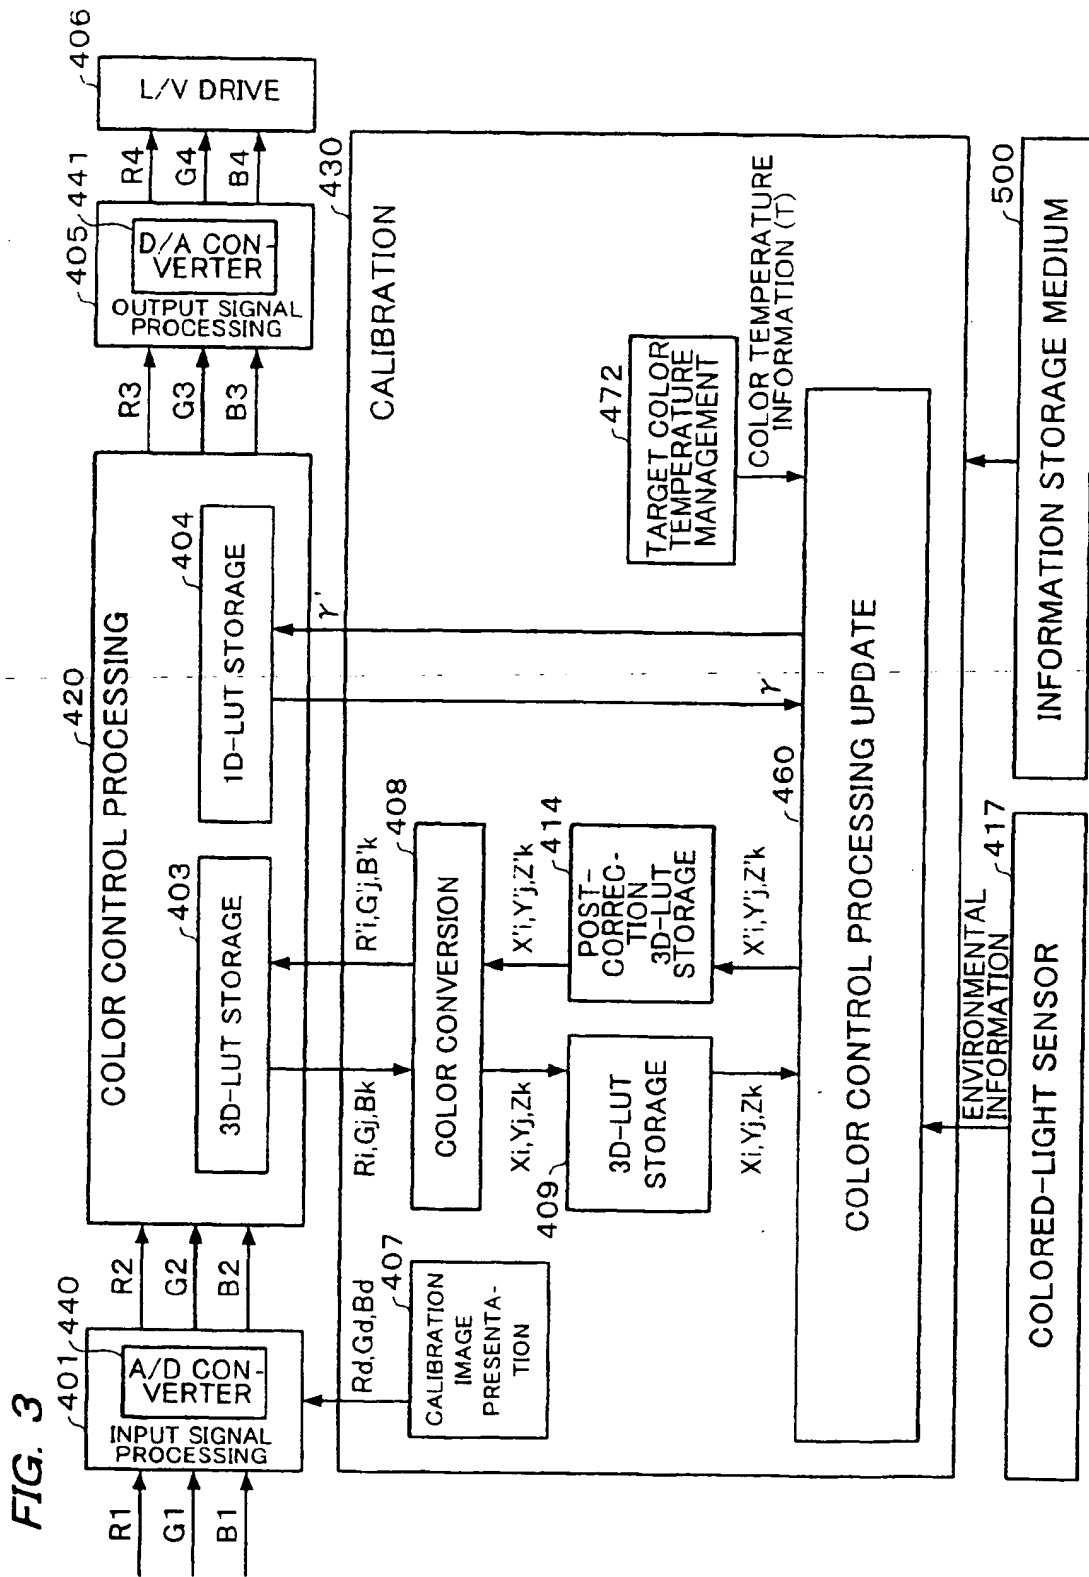 FIG. 3
R1
G1
B1
401
440
A/D CON-
VERTER
INPUT SIGNAL
PROCESSING
R2
G2
B2
420
COLOR CONTROL PROCESSING
403
3D-LUT STORAGE
404
1D-LUT STORAGE
R3
G3
B3
405
441
D/A CON-
VERTER
OUTPUT SIGNAL
PROCESSING
R4
G4
B4
406
L/V DRIVE
430
CALIBRATION
Rd,Gd,Bd
407
CALIBRATION
IMAGE
PRESENTA-
TION
Ri,Gj,Bk
R'i,G'j,B'k
408
COLOR CONVERSION
Xi,Yj,Zk
X'i,Y'j,Z'k
409
3D-LUT
STORAGE
414
POST-
CORREC-
TION
3D-LUT
STORAGE
Xi,Yj,Zk
X'i,Y'j,Z'k
γ
γ'
472
TARGET COLOR
TEMPERATURE
MANAGEMENT
COLOR TEMPERATURE
INFORMATION (T)
460
COLOR CONTROL PROCESSING UPDATE
ENVIRONMENTAL
INFORMATION
417
COLORED-LIGHT SENSOR
500
INFORMATION STORAGE MEDIUM